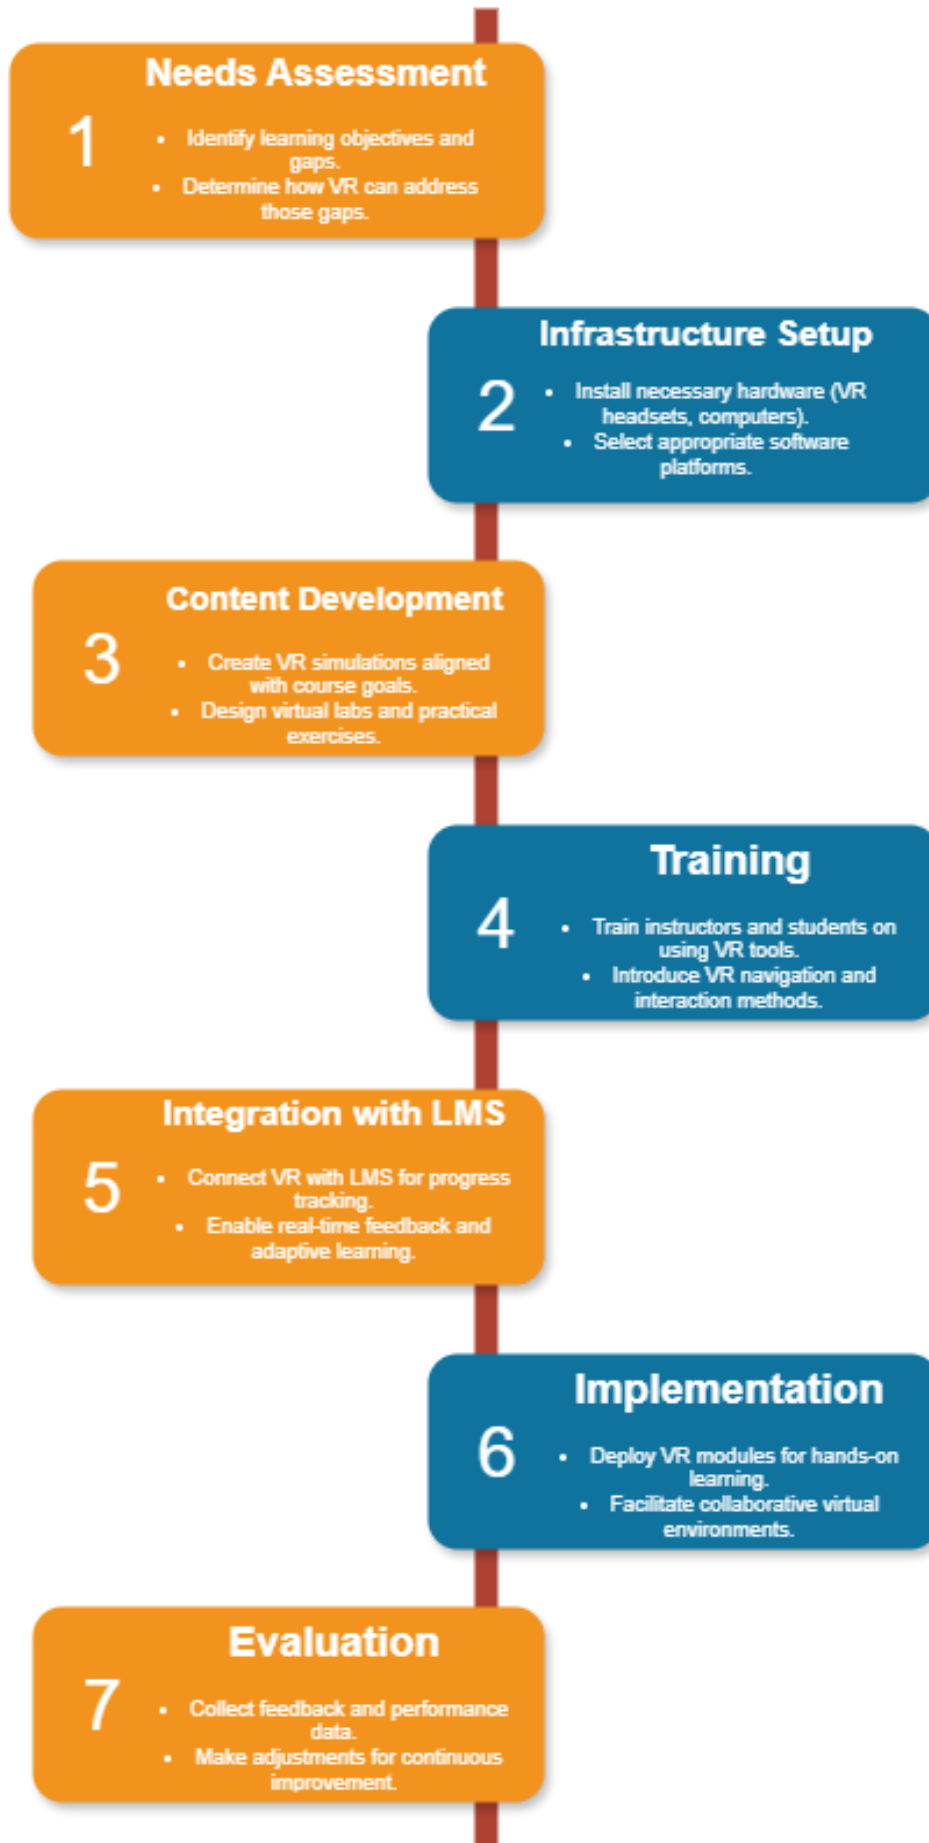 Needs Assessment
1
• Identify learning objectives and
gaps.
• Determine how VR can address
those gaps.
Infrastructure Setup
2
• Install necessary hardware (VR
headsets, computers).
• Select appropriate software
platforms.
Content Development
3
• Create VR simulations aligned
with course goals.
• Design virtual labs and practical
exercises.
Training
4
• Train instructors and students on
using VR tools.
• Introduce VR navigation and
interaction methods.
Integration with LMS
5
• Connect VR with LMS for progress
tracking.
• Enable real-time feedback and
adaptive learning.
Implementation
6
• Deploy VR modules for hands-on
learning.
• Facilitate collaborative virtual
environments.
Evaluation
7
• Collect feedback and performance
data.
• Make adjustments for continuous
improvement.